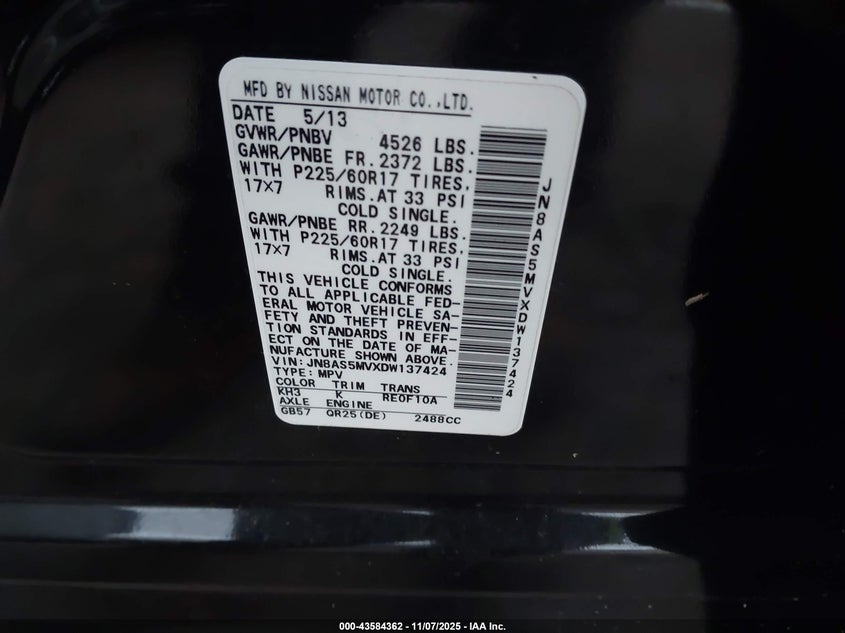 MFD BY NISSAN MOTOR CO.,LTD.
DATE 5/13
GVWR/PNBV 4526 LBS.
GAWR/PNBE FR. 2372 LBS.
WITH P225/60R17 TIRES,
17×7 RIMS.AT 33 PSI
COLD SINGLE.
GAWR/PNBE RR. 2249 LBS.
WITH P225/60R17 TIRES,
17×7 RIMS.AT 33 PSI
COLD SINGLE.
THIS VEHICLE CONFORMS
TO ALL APPLICABLE FED-
ERAL MOTOR VEHICLE SA-
FETY AND THEFT PREVEN-
TION STANDARDS IN EFF-
ECT ON THE DATE OF MA-
NUFACTURE SHOWN ABOVE.
VIN: JN8AS5MVXDW137424
TYPE: MPV
COLOR TRIM TRANS
KH3 K RE0F10A
AXLE ENGINE
GB57 QR25(DE) 2488CC
JN8AS5MVXDW137424
000-43584362 - 11/07/2025 - IAA Inc.